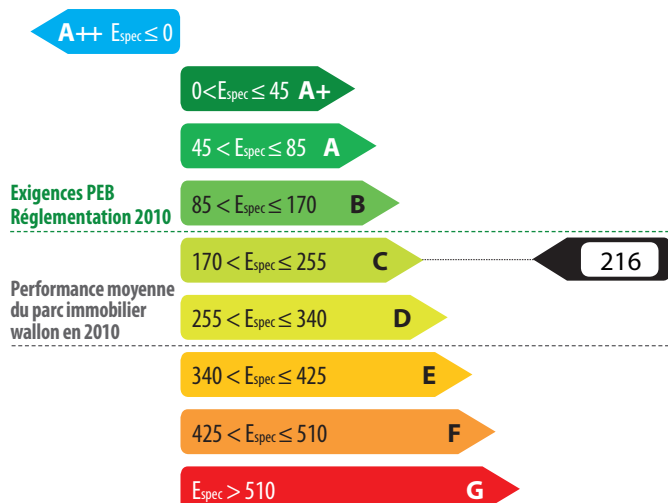 A++ Espec ≤ 0
0<Espec ≤ 45 A+
45 < Espec ≤ 85 A
Exigences PEB
Réglementation 2010
85 < Espec ≤ 170 B
170 < Espec ≤ 255 C
216
Performance moyenne
du parc immobilier
wallon en 2010
255 < Espec ≤ 340 D
340 < Espec ≤ 425 E
425 < Espec ≤ 510 F
Espec > 510 G